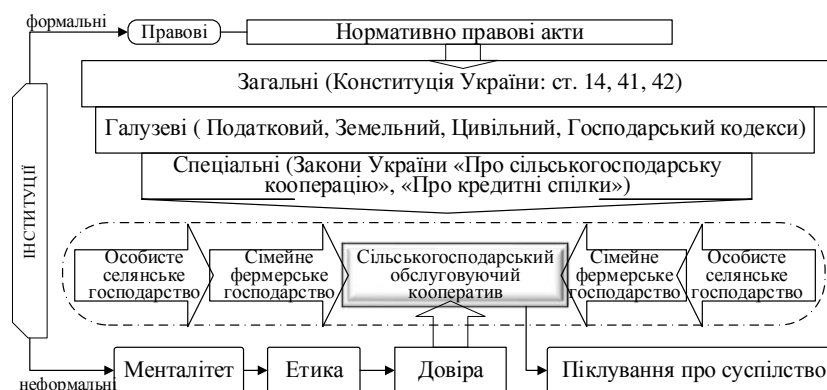 формальні
Правові
Нормативно правові акти
Загальні (Конституція України: ст. 14, 41, 42)
Галузеві ( Податковий, Земельний, Цивільний, Господарський кодекси)
Спеціальні (Закони України «Про сільськогосподарську
кооперацію», «Про кредитні спілки»)
ІНСТИТУЦІЇ
Особисте
селянське
господарство
Сімейне
фермерське
господарство
Сільськогосподарський
обслуговуючий
кооператив
Сімейне
фермерське
господарство
Особисте
селянське
господарство
неформальні
Менталітет
Етика
Довіра
Піклування про суспілство